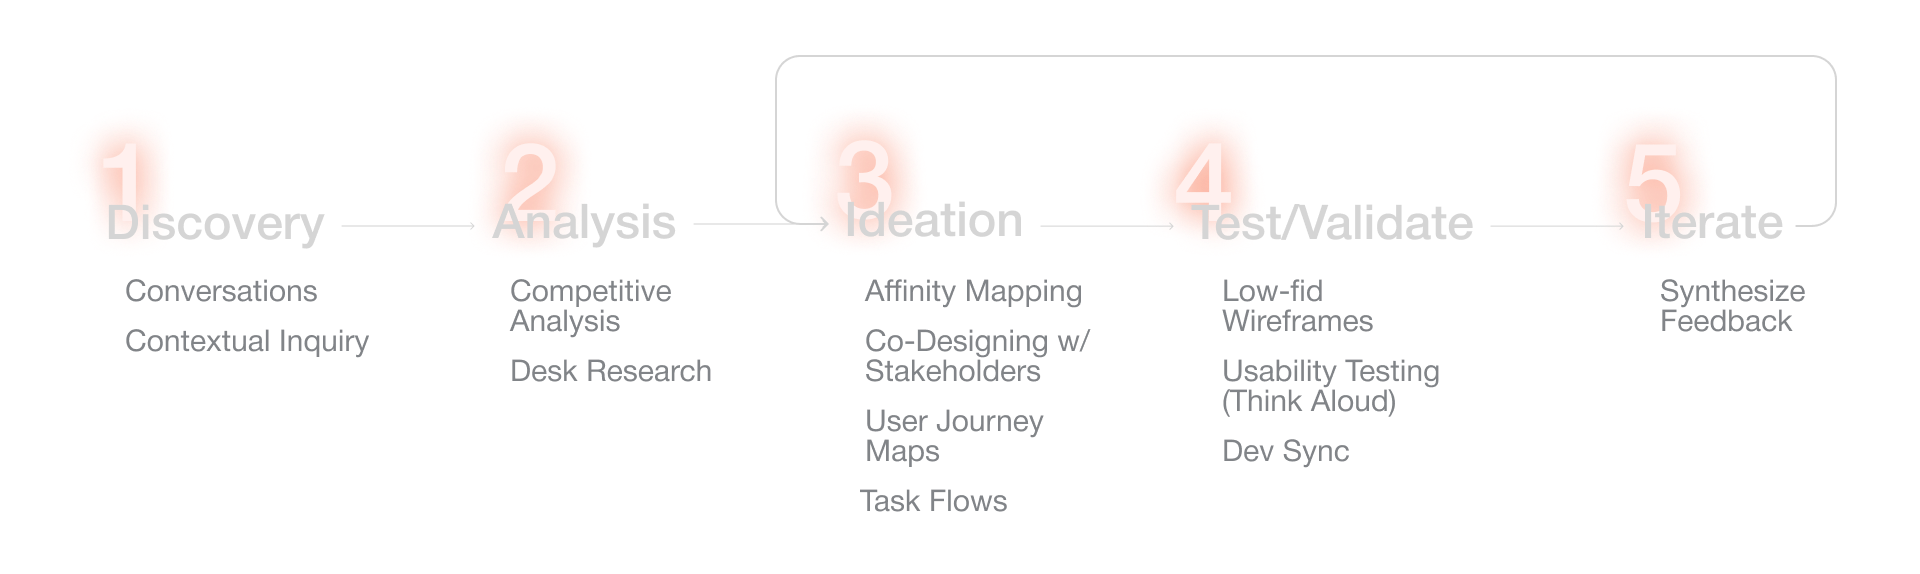 1
Discovery
Conversations
Contextual Inquiry
2
Analysis
Competitive
Analysis
Desk Research
3
Ideation
Affinity Mapping
Co-Designing w/
Stakeholders
User Journey
Maps
Task Flows
4
Test/Validate
Low-fid
Wireframes
Usability Testing
(Think Aloud)
Dev Sync
5
Iterate
Synthesize
Feedback